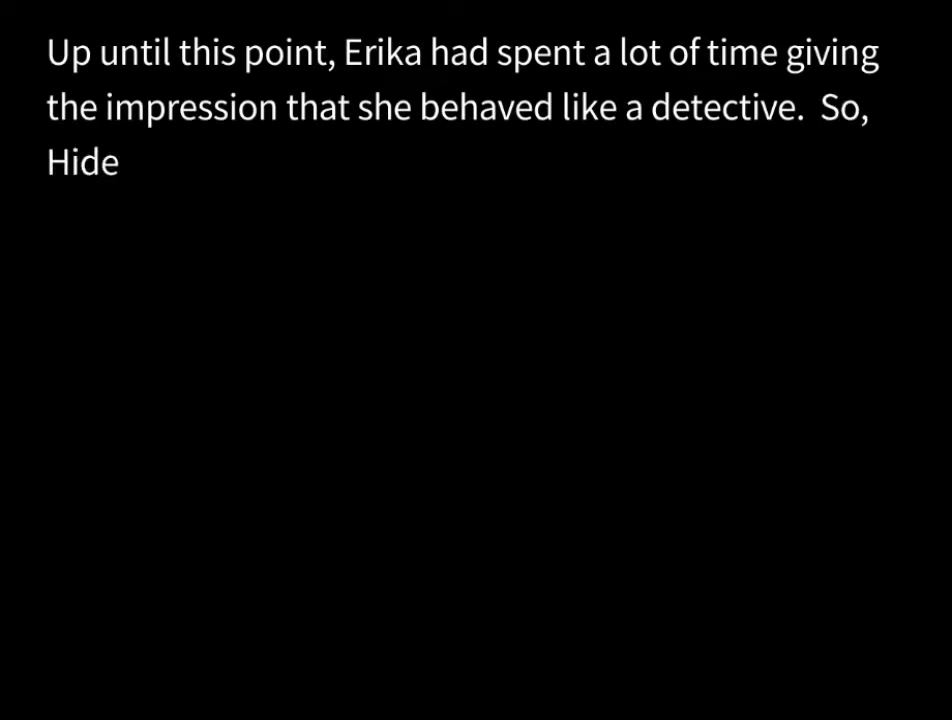 Up until this point, Erika had spent a lot of time giving
the impression that she behaved like a detective.  So,
Hide